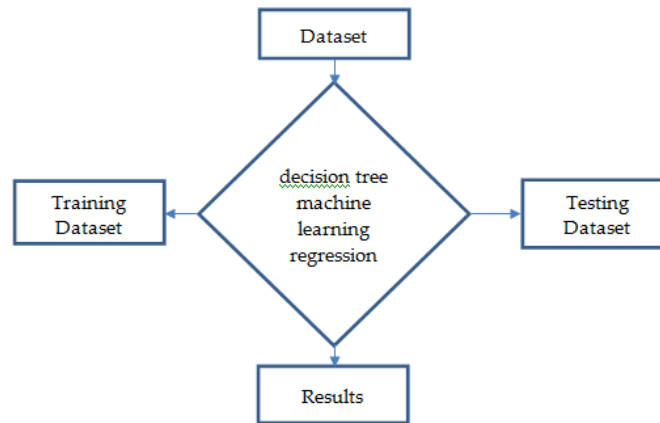 Dataset
decision tree
machine
learning
regression
Training
Dataset
Testing
Dataset
Results